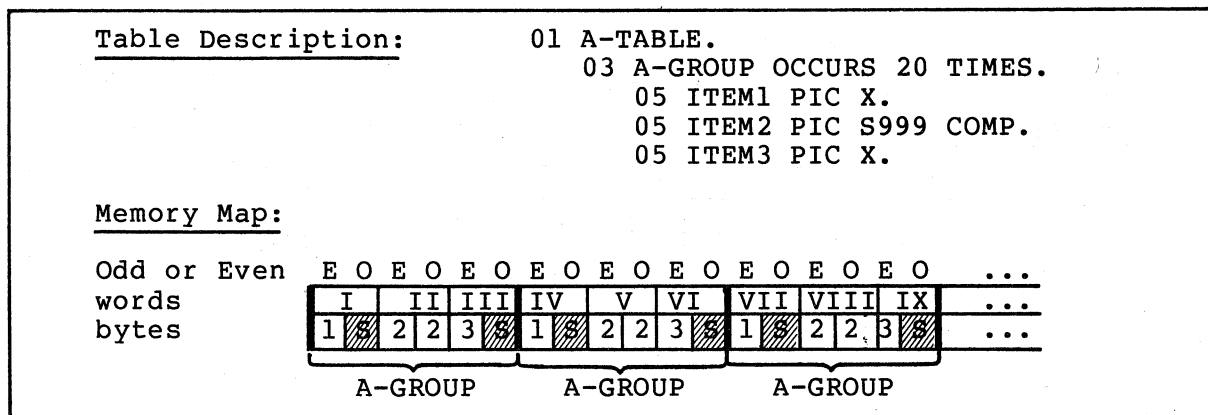 Table Description: 01 A-TABLE.
03 A-GROUP OCCURS 20 TIMES.
05 ITEM1 PIC X.
05 ITEM2 PIC S999 COMP.
05 ITEM3 PIC X.
Memory Map:
Odd or Even E O E O E O E O E O E O E O E O E O ...
words I II III IV V VI VII VIII IX ...
bytes 1 S 2 2 3 S 1 S 2 2 3 S 1 S 2 2 3 S ...
A-GROUP A-GROUP A-GROUP